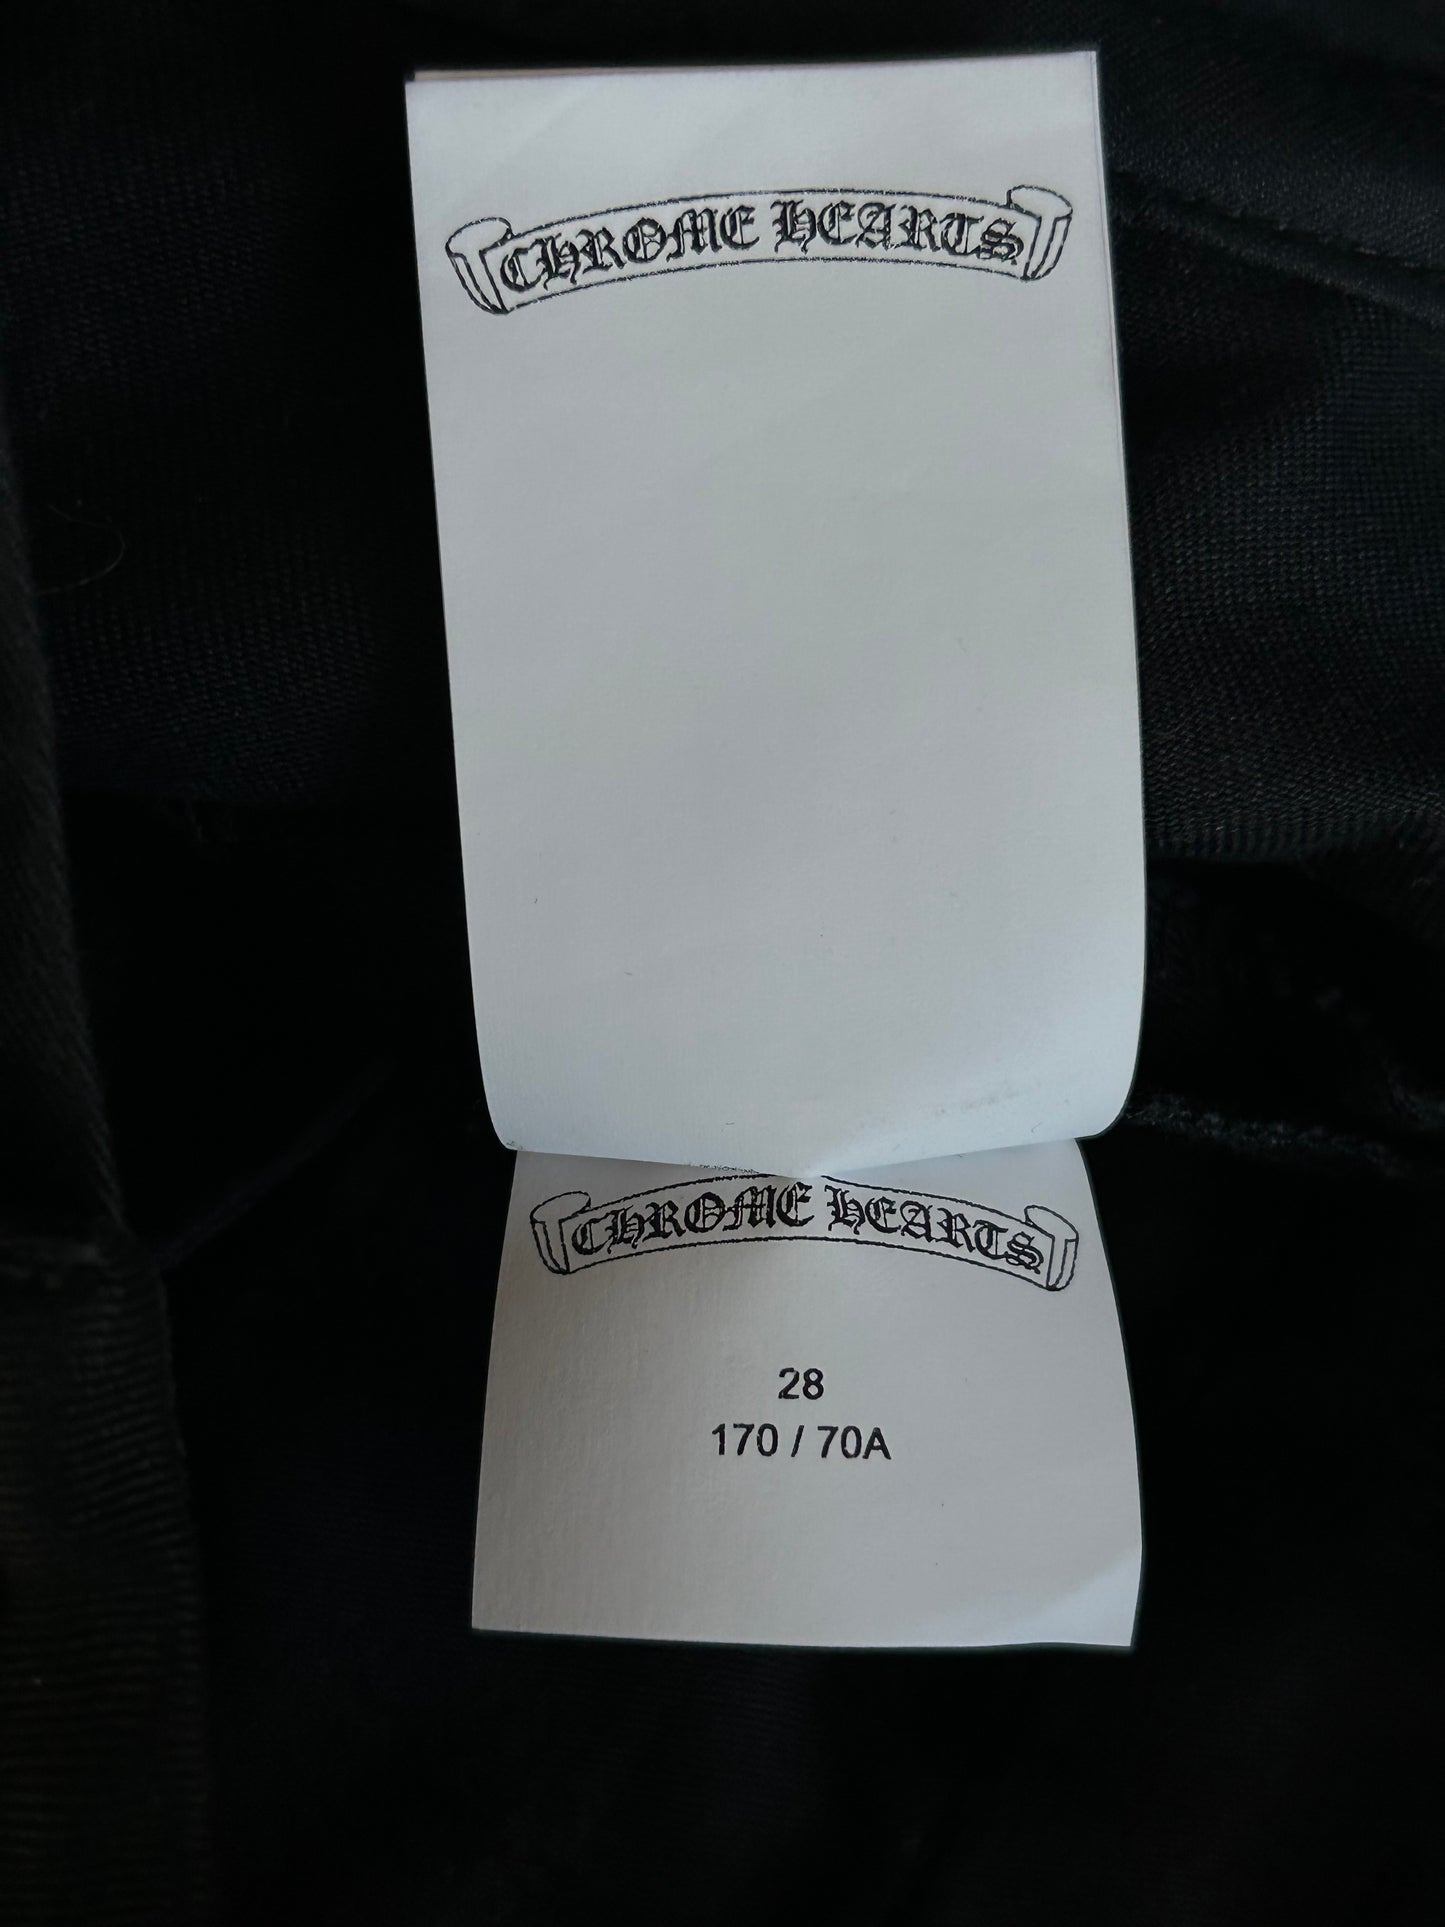 CHROME HEARTS
CHROME HEARTS
28
170 / 70A